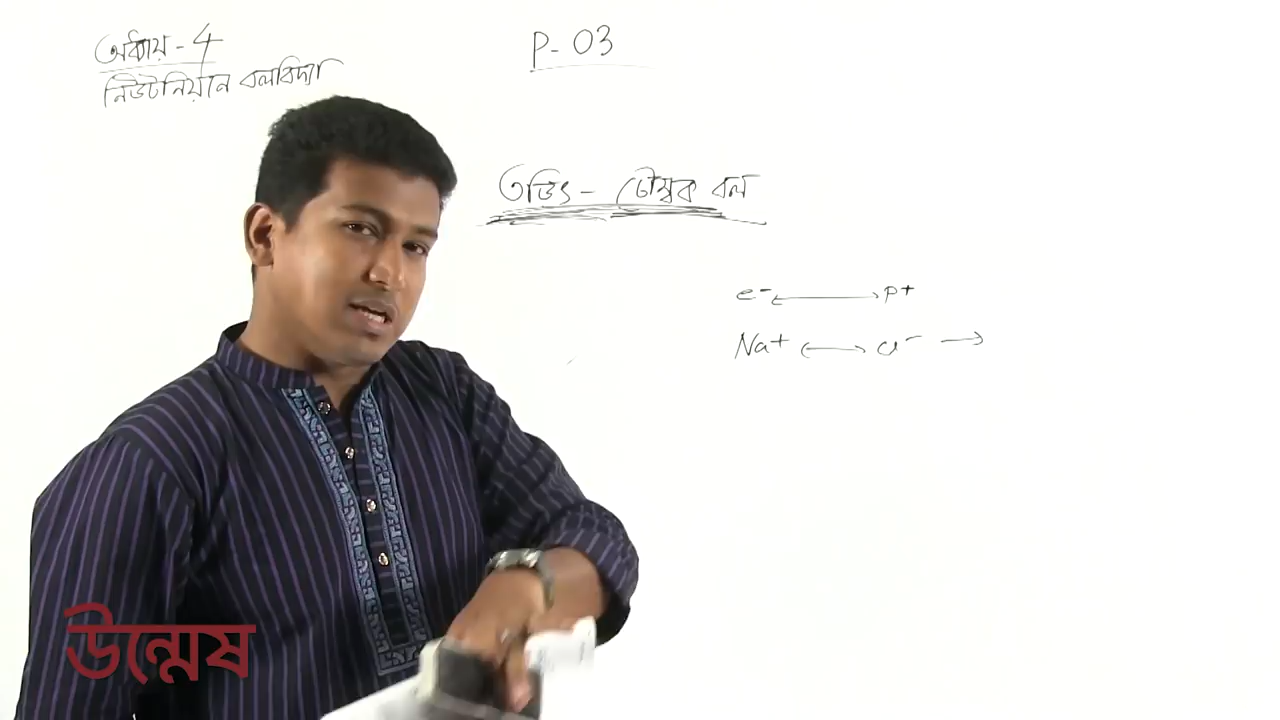 অধ্যায় - 4
নিউটনিয়ান বলবিদ্যা
P- 03
তড়িৎ - চৌম্বক বল
e- ⟷ p+
Na+ ⟷ Cl- →
উন্মেষ